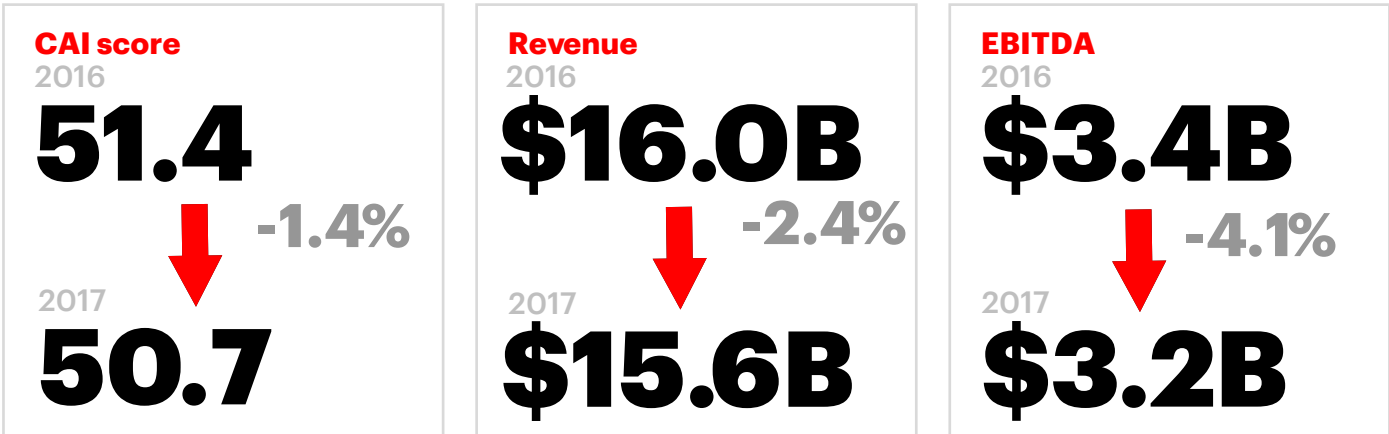 CAI score
2016
51.4
-1.4%
2017
50.7
Revenue
2016
$16.0B
-2.4%
2017
$15.6B
EBITDA
2016
$3.4B
-4.1%
2017
$3.2B